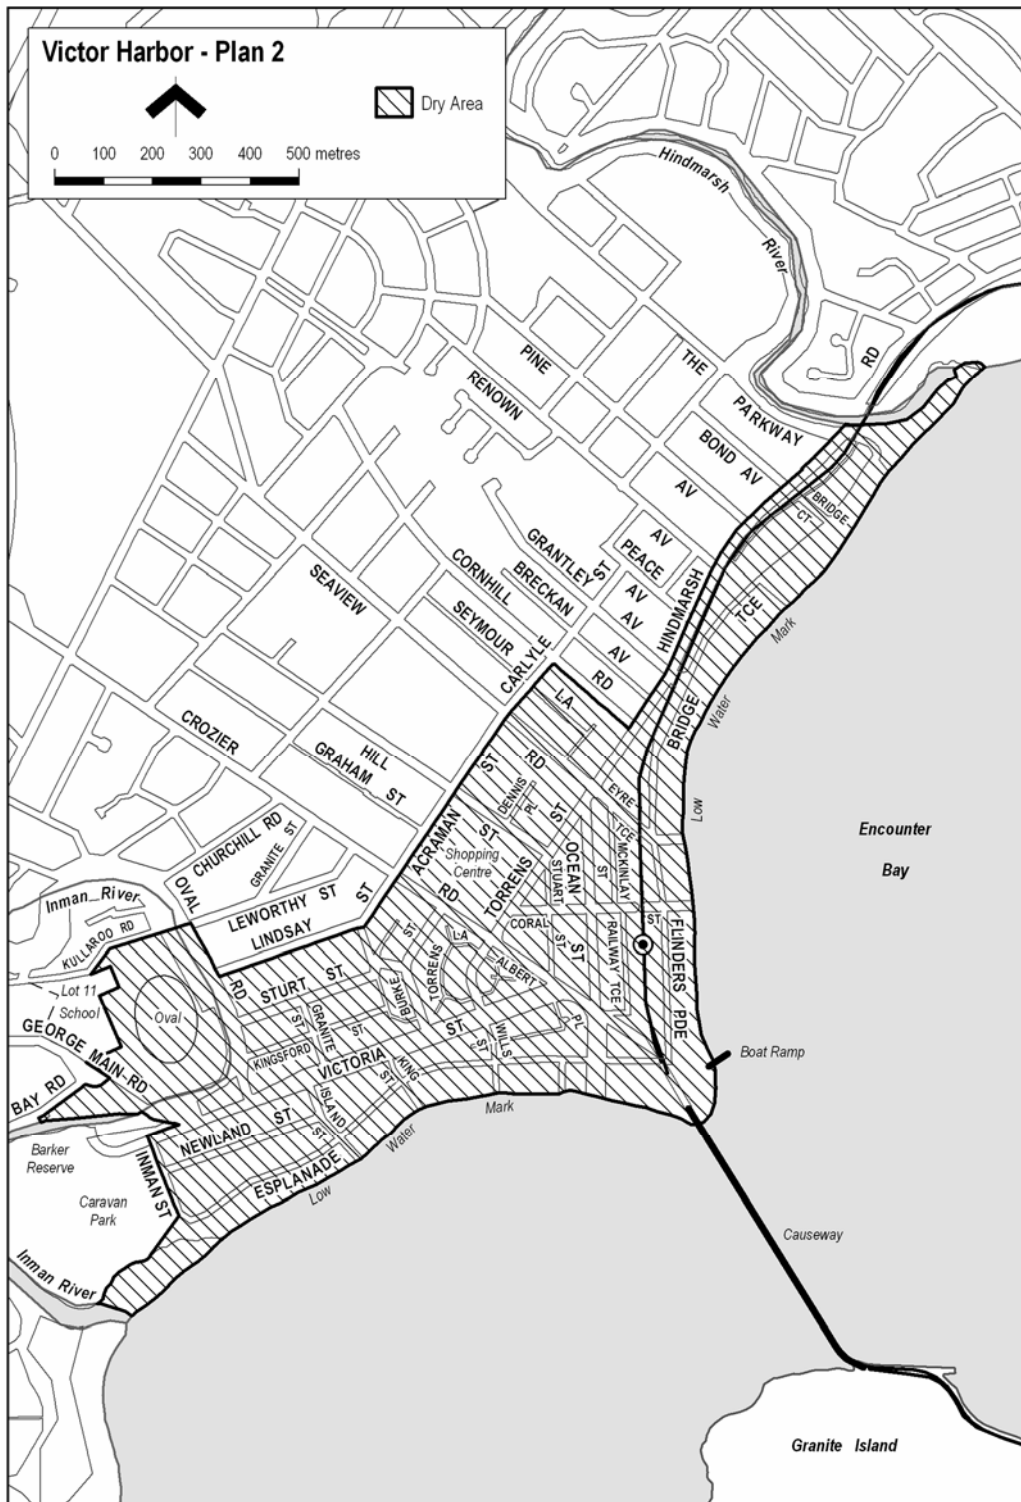 Victor Harbor - Plan 2
Dry Area
0 100 200 300 400 500 metres
Hindmarsh
River
RD
PINE
THE
RENOWN
PARKWAY
BOND AV
AV
BRIDGE
CT
AV
PEACE
GRANTLEY
ST
BRECKAN
AV
AV
CORNHILL
SEAVIEW
SEYMOUR
HINDMARSH
TCE
Mark
CARLYLE
AV
RD
LA
BRIDGE
Water
CROZIER
HILL
GRAHAM ST
ST
RD
DENNIS
PL
ST
EYRE
TCE
Low
Encounter
Bay
CHURCHILL RD
GRANITE ST
ACRAMAN
ST
Shopping
Centre
TORRENS
OCEAN
STUART
ST
MCKINLAY
Inman River
OVAL
LEWORTHY ST
LINDSAY ST
RD
KULLAROO RD
CORAL
ST
ST
RAILWAY TCE
ST
FLINDERS PDE
ST
LA
TORRENS
ALBERT
BURKE
Lot 11
School
Oval
RD
STURT ST
GEORGE MAIN RD
ST
GRANITE
ST
KINGSFORD
VICTORIA ST
WILLS
ST
PL
KING
ST
BAY RD
ISLAND
ST
Boat Ramp
NEWLAND ST
Mark
Water
Barker
Reserve
INMAN ST
ESPLANADE
Low
Caravan
Park
Causeway
Inman River
Granite Island